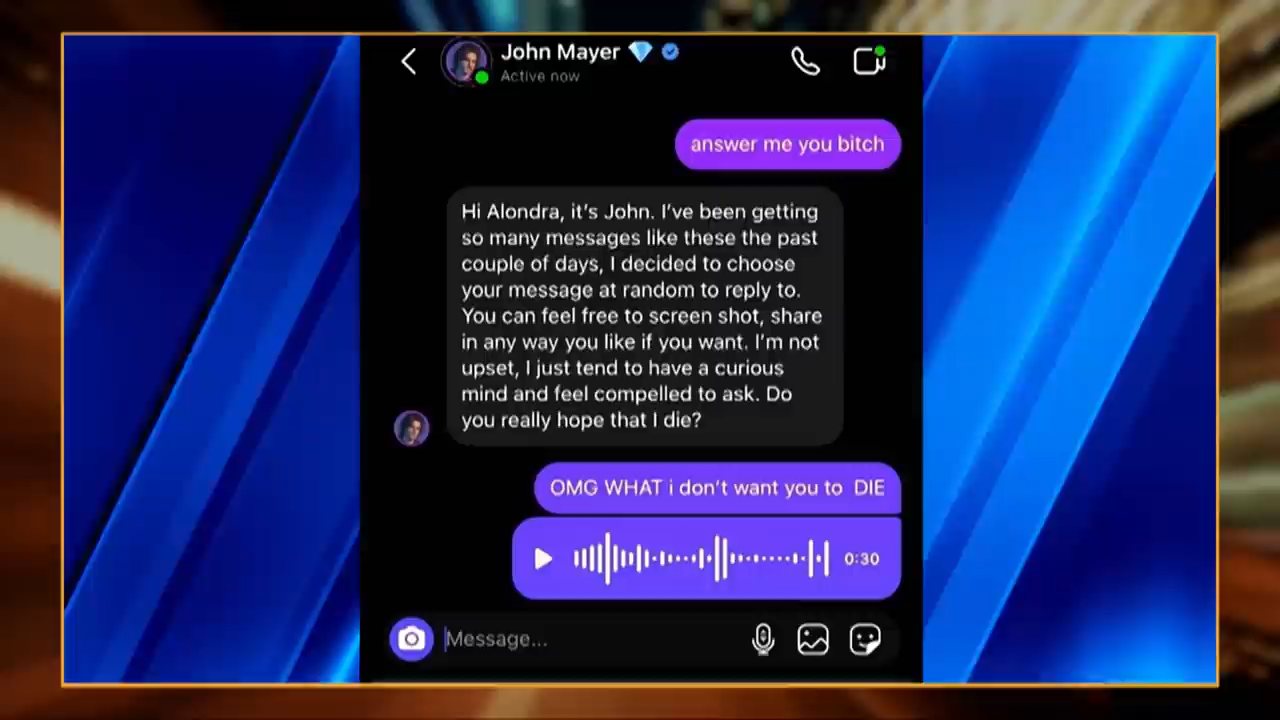 John Mayer 💎
Active now
answer me you bitch
Hi Alondra, it's John. I've been getting
so many messages like these the past
couple of days, I decided to choose
your message at random to reply to.
You can feel free to screen shot, share
in any way you like if you want. I'm not
upset, I just tend to have a curious
mind and feel compelled to ask. Do
you really hope that I die?
OMG WHAT i don't want you to  DIE
0:30
Message...